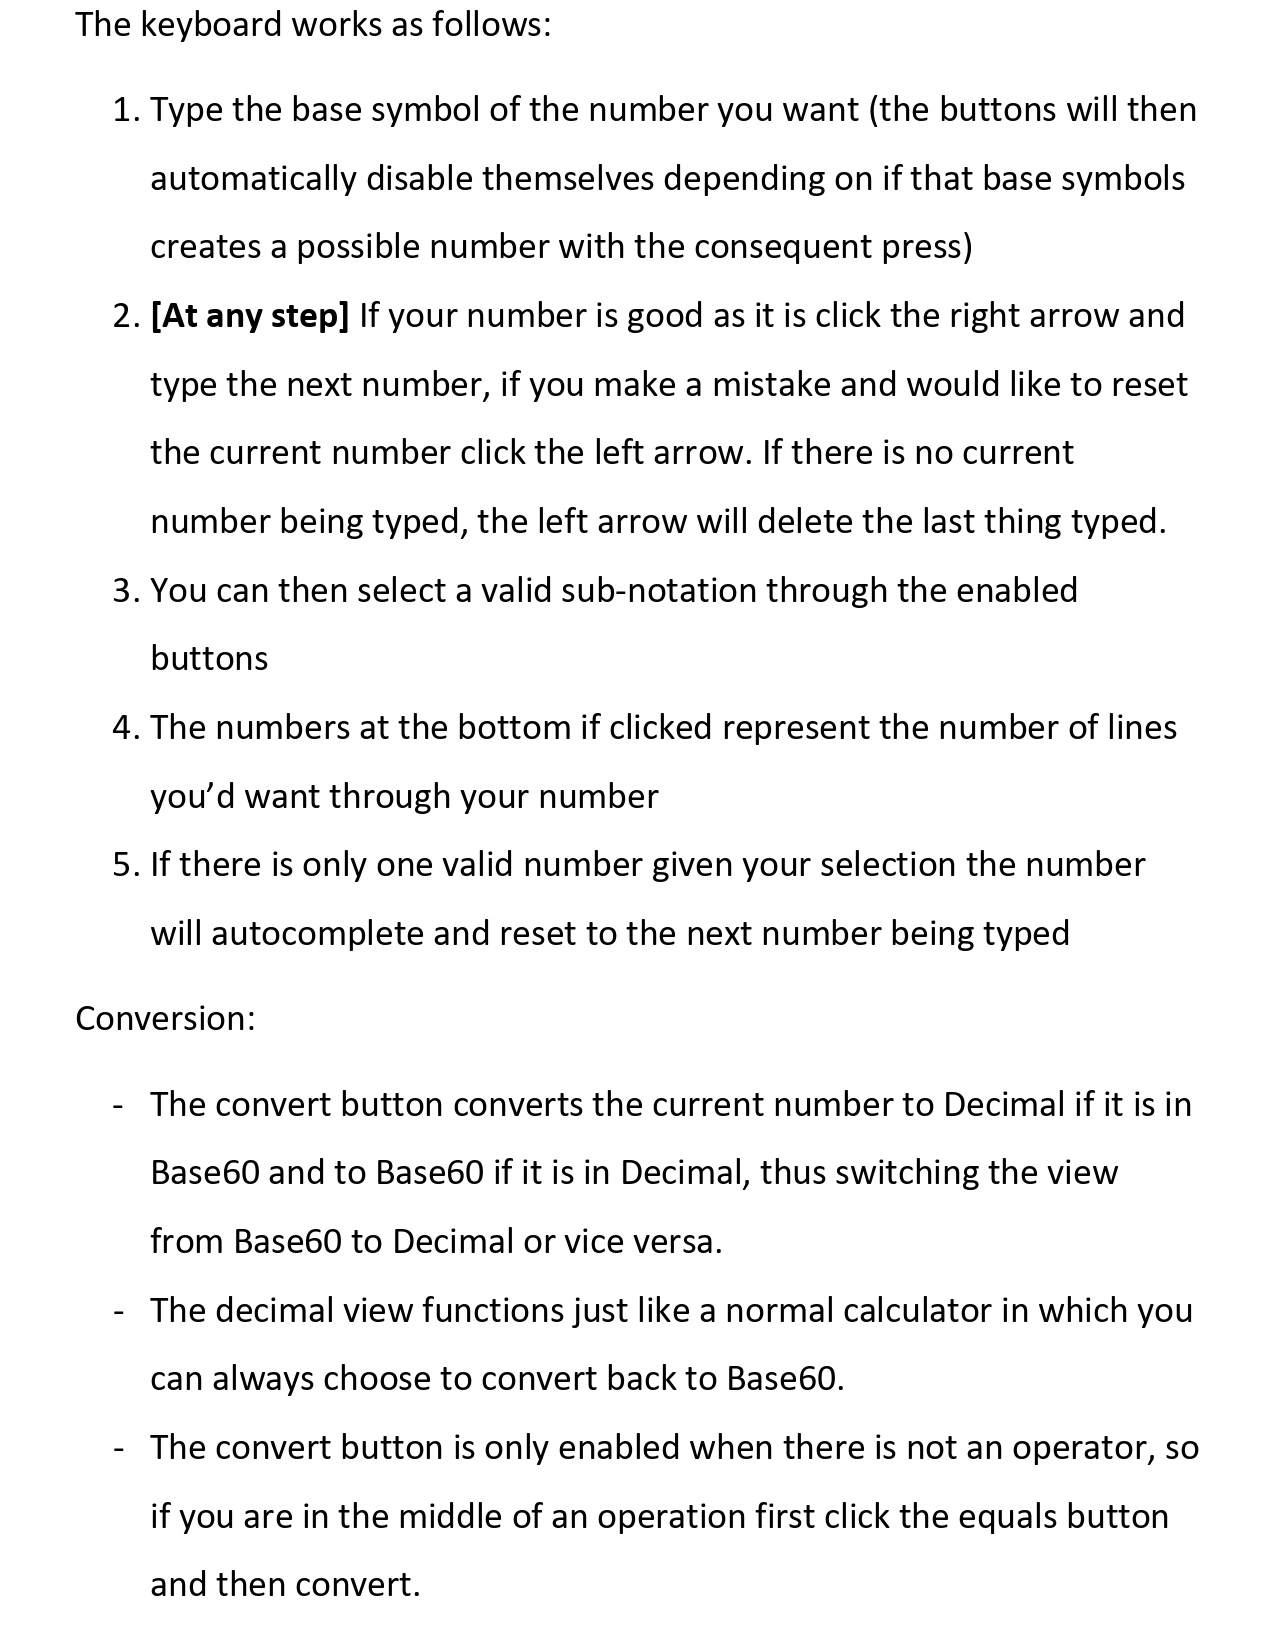 The keyboard works as follows:
1. Type the base symbol of the number you want (the buttons will then
automatically disable themselves depending on if that base symbols
creates a possible number with the consequent press)
2. [At any step] If your number is good as it is click the right arrow and
type the next number, if you make a mistake and would like to reset
the current number click the left arrow. If there is no current
number being typed, the left arrow will delete the last thing typed.
3. You can then select a valid sub-notation through the enabled
buttons
4. The numbers at the bottom if clicked represent the number of lines
you’d want through your number
5. If there is only one valid number given your selection the number
will autocomplete and reset to the next number being typed
Conversion:
- The convert button converts the current number to Decimal if it is in
Base60 and to Base60 if it is in Decimal, thus switching the view
from Base60 to Decimal or vice versa.
- The decimal view functions just like a normal calculator in which you
can always choose to convert back to Base60.
- The convert button is only enabled when there is not an operator, so
if you are in the middle of an operation first click the equals button
and then convert.